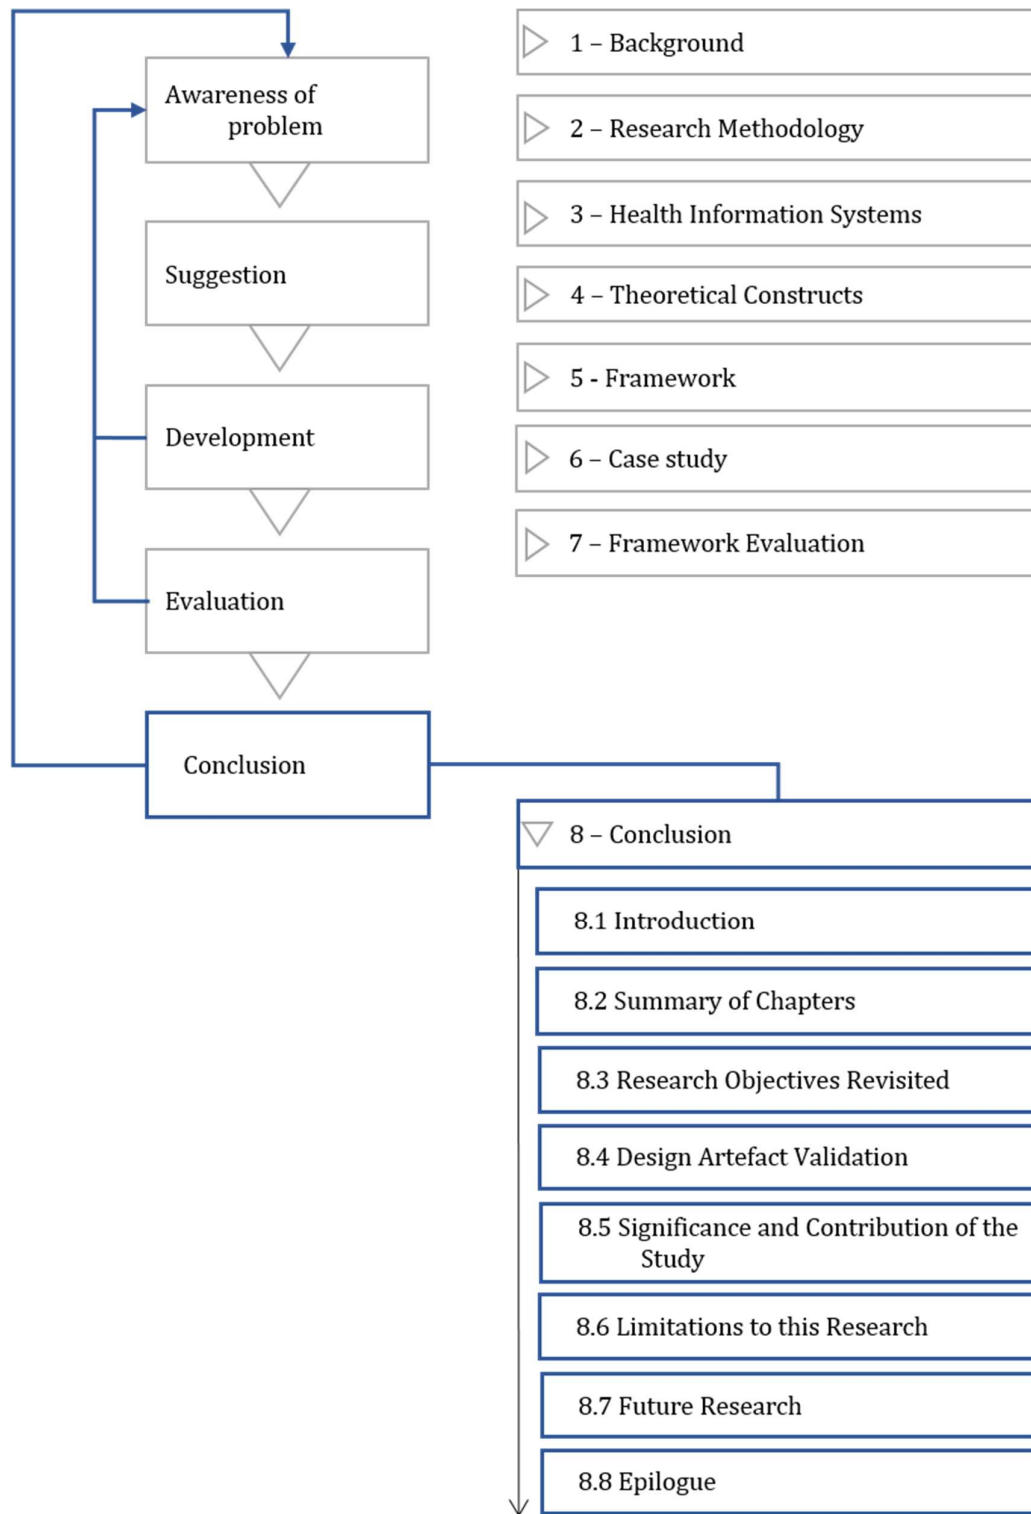 Awareness of
problem
Suggestion
Development
Evaluation
Conclusion
1 – Background
2 – Research Methodology
3 – Health Information Systems
4 – Theoretical Constructs
5 - Framework
6 – Case study
7 – Framework Evaluation
8 – Conclusion
8.1 Introduction
8.2 Summary of Chapters
8.3 Research Objectives Revisited
8.4 Design Artefact Validation
8.5 Significance and Contribution of the
Study
8.6 Limitations to this Research
8.7 Future Research
8.8 Epilogue